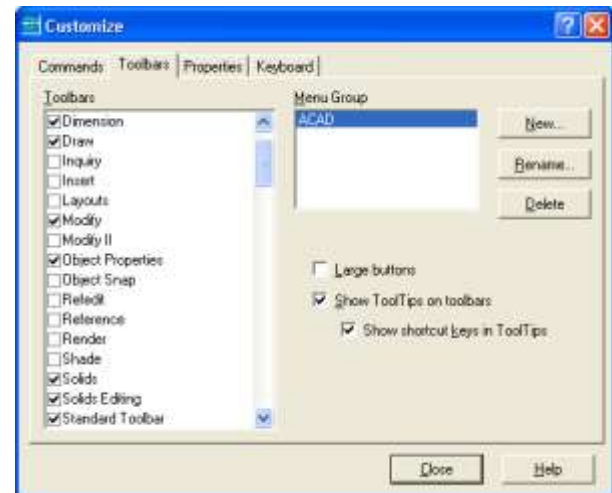 Customize
Commands Toolbars Properties Keyboard
Toolbars
Dimension
Draw
Inquiry
Insert
Layouts
Modify
Modify II
Object Properties
Object Snap
Refedit
Reference
Render
Shade
Solids
Solids Editing
Standard Toolbar
Menu Group
ACAD
New...
Rename...
Delete
Large buttons
Show ToolTips on toolbars
Show shortcut keys in ToolTips
Close Help